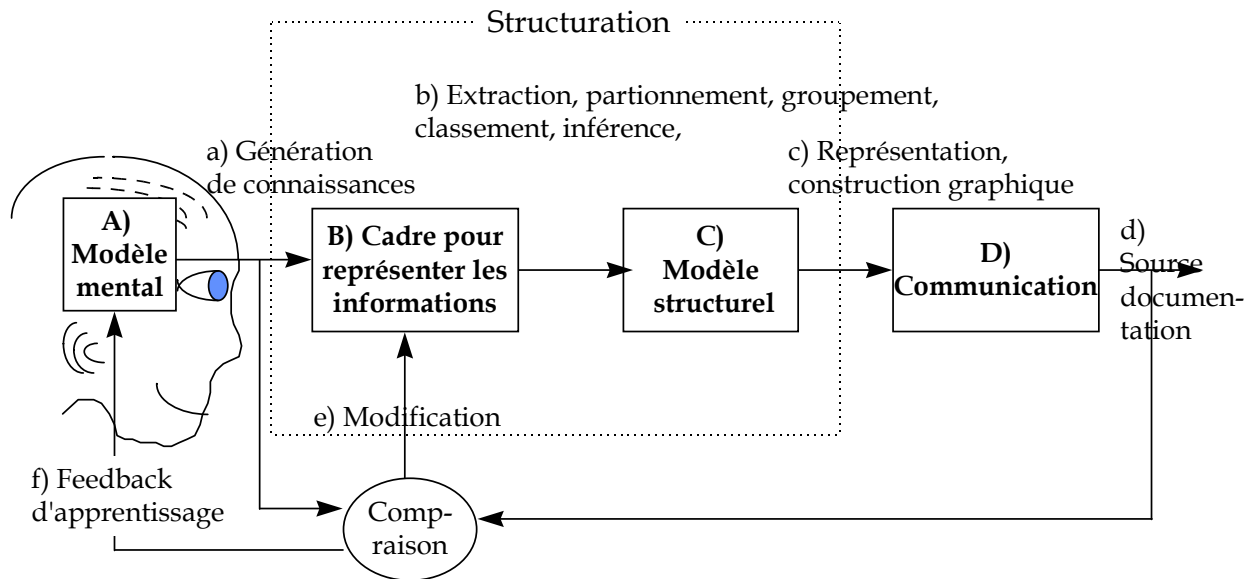 Structuration
b) Extraction, partionnement, groupement,
classement, inférence,
a) Génération
de connaissances
c) Représentation,
construction graphique
A)
Modèle
mental
B) Cadre pour
représenter les
informations
C)
Modèle
structurel
D)
Communication
d)
Source
documen-
tation
e) Modification
f) Feedback
d'apprentissage
Comp-
raison